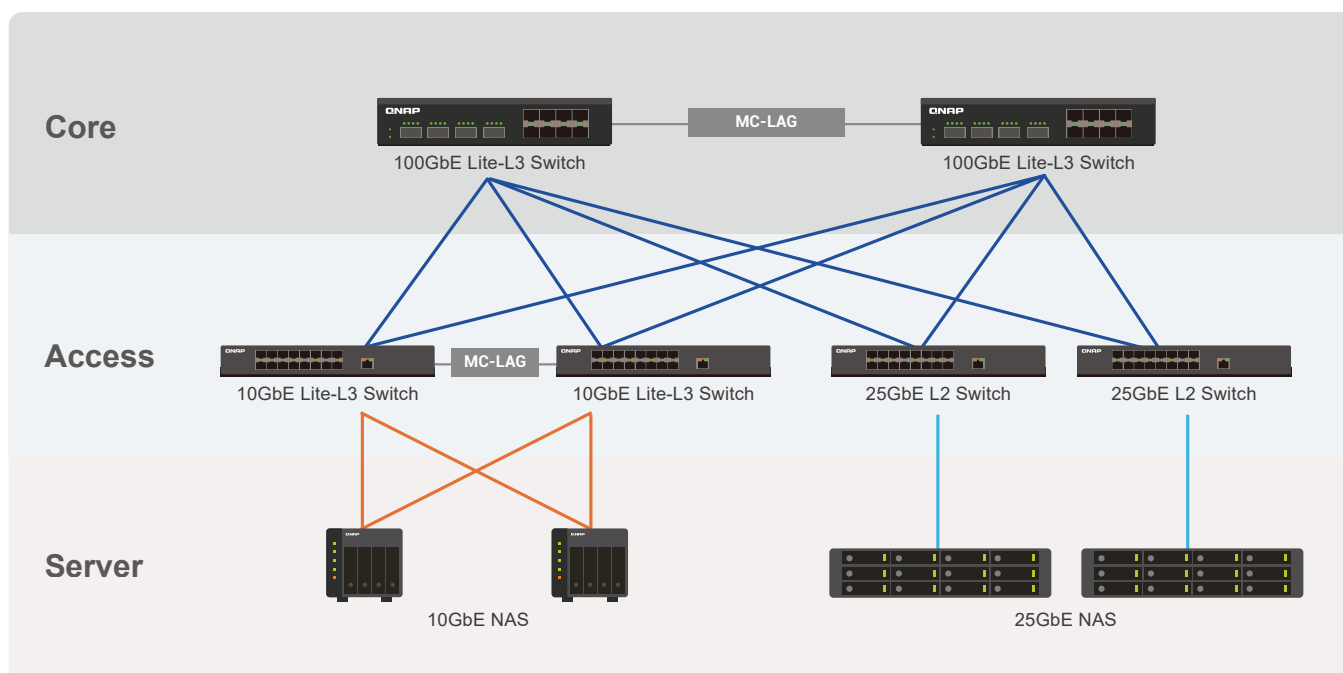 Core
QNAP
QNAP
MC-LAG
100GbE Lite-L3 Switch
100GbE Lite-L3 Switch
Access
QNAP
QNAP
QNAP
QNAP
MC-LAG
10GbE Lite-L3 Switch
10GbE Lite-L3 Switch
25GbE L2 Switch
25GbE L2 Switch
Server
QNAP
QNAP
10GbE NAS
25GbE NAS